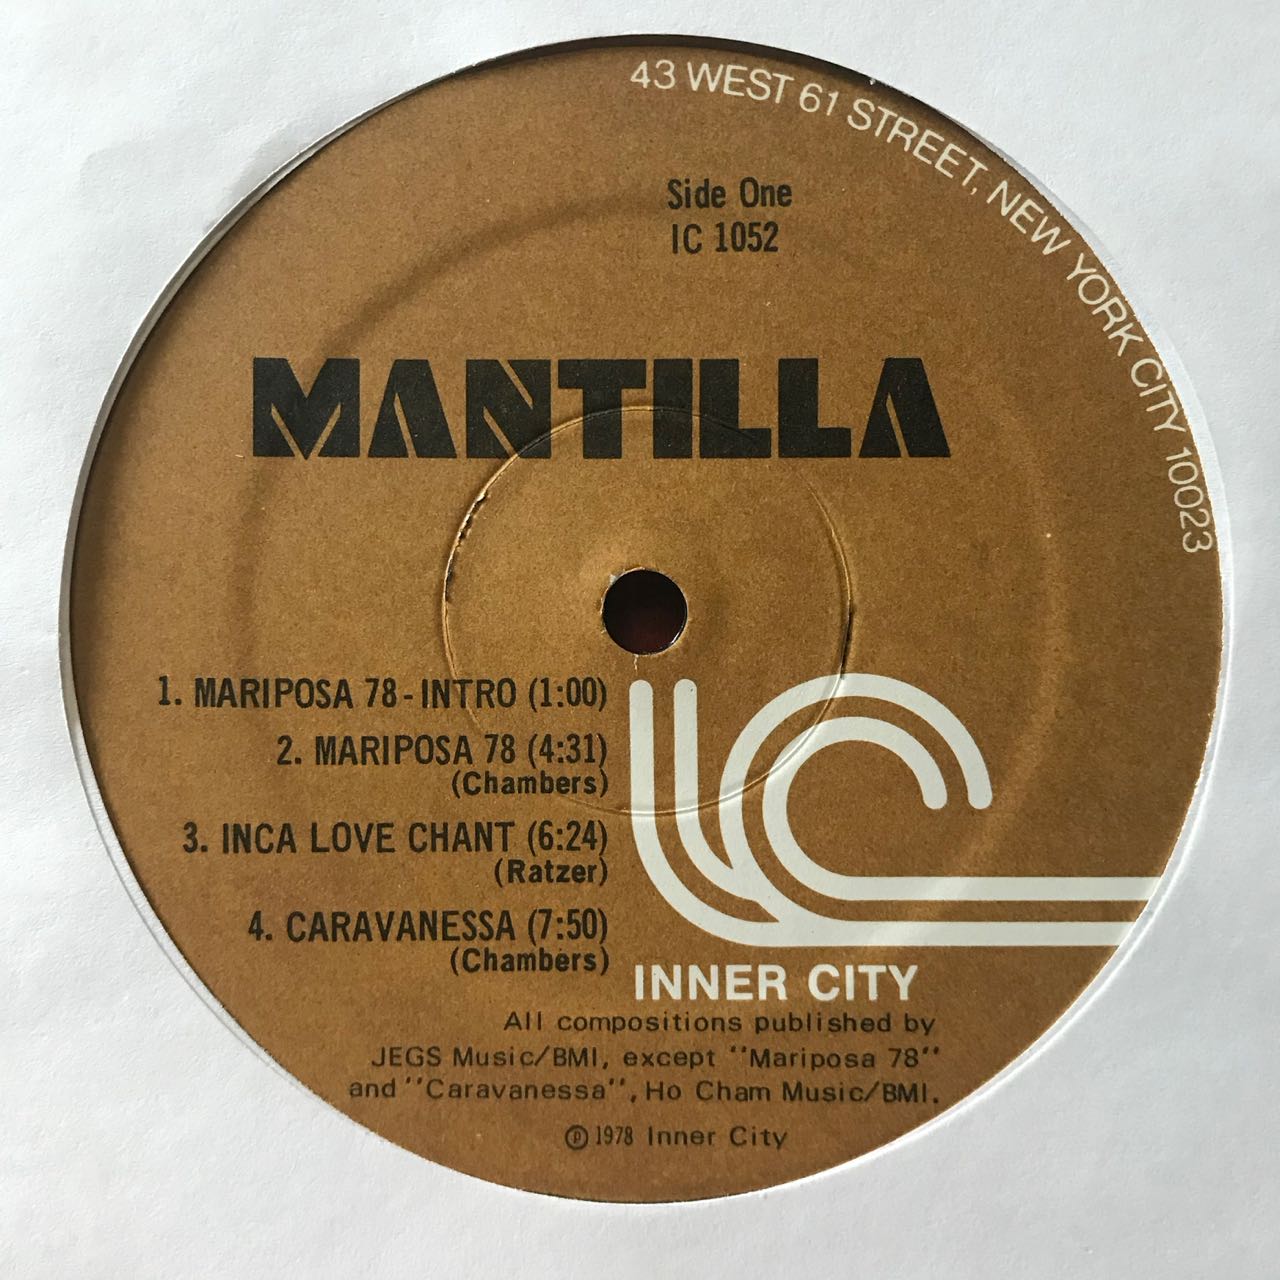 43 WEST 61 STREET, NEW YORK CITY 10023
Side One
IC 1052
MANTILLA
1. MARIPOSA 78 - INTRO (1:00)
2. MARIPOSA 78 (4:31)
(Chambers)
3. INCA LOVE CHANT (6:24)
(Ratzer)
4. CARAVANESSA (7:50)
(Chambers)
IC
INNER CITY
All compositions published by
JEGS Music/BMI, except "Mariposa 78"
and "Caravanessa", Ho Cham Music/BMI.
℗ 1978 Inner City